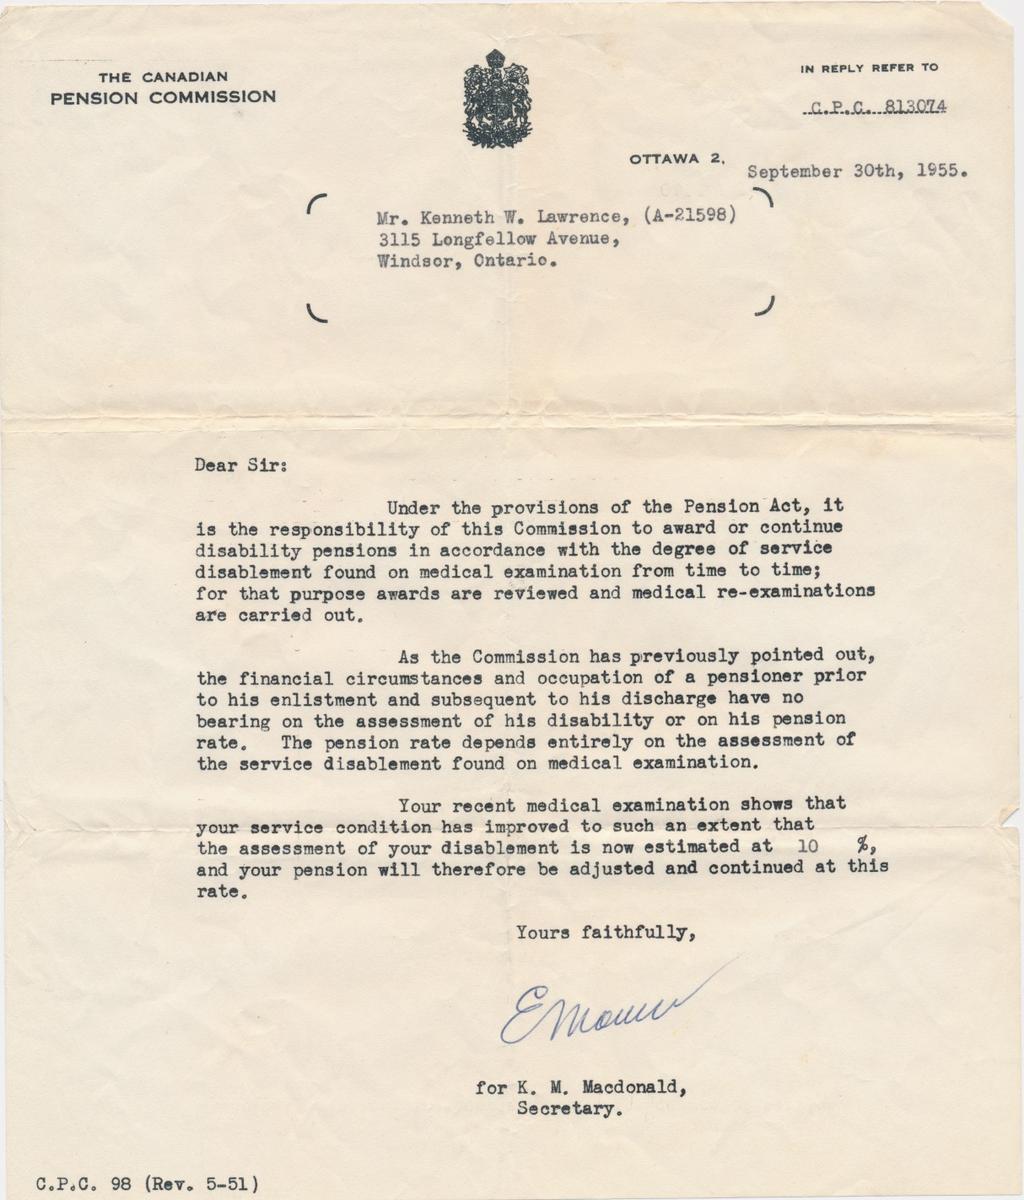 THE CANADIAN
PENSION COMMISSION
IN REPLY REFER TO
C.P.C. 813074
OTTAWA 2,
September 30th, 1955.
Mr. Kenneth W. Lawrence, (A-21598)
3115 Longfellow Avenue,
Windsor, Ontario.
Dear Sir:
Under the provisions of the Pension Act, it
is the responsibility of this Commission to award or continue
disability pensions in accordance with the degree of service
disablement found on medical examination from time to time;
for that purpose awards are reviewed and medical re-examinations
are carried out.
As the Commission has previously pointed out,
the financial circumstances and occupation of a pensioner prior
to his enlistment and subsequent to his discharge have no
bearing on the assessment of his disability or on his pension
rate. The pension rate depends entirely on the assessment of
the service disablement found on medical examination.
Your recent medical examination shows that
your service condition has improved to such an extent that
the assessment of your disablement is now estimated at 10 %,
and your pension will therefore be adjusted and continued at this
rate.
Yours faithfully,
for K. M. Macdonald,
Secretary.
C.P.C. 98 (Rev. 5-51)